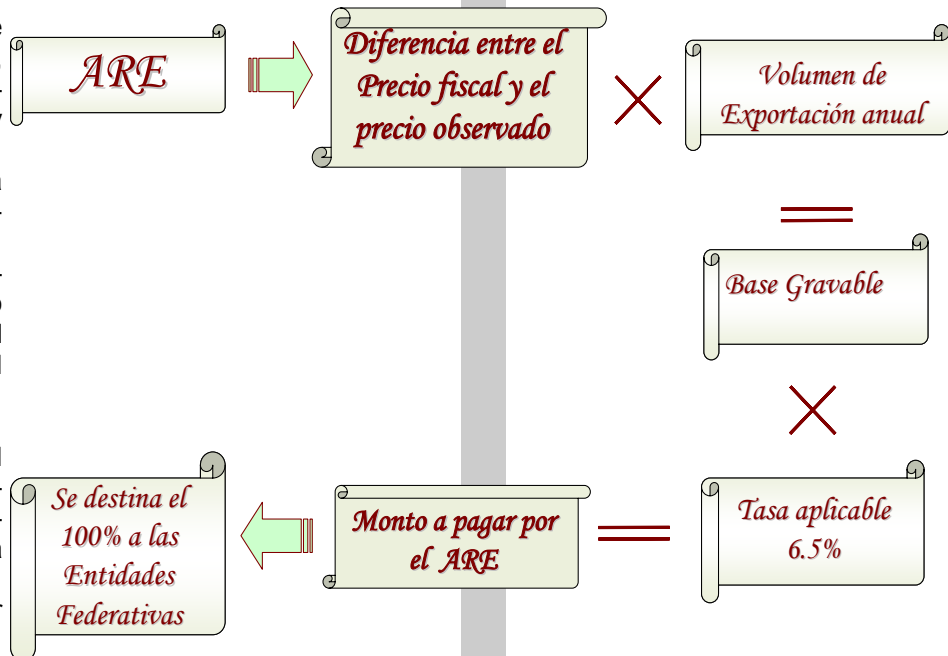 ARE
Diferencia entre el
Precio fiscal y el
precio observado
Volumen de
Exportación anual
Base Gravable
Tasa aplicable
6.5%
Monto a pagar por
el ARE
Se destina el
100% a las
Entidades
Federativas